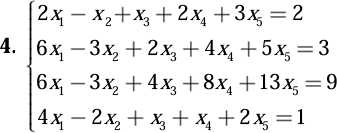 4.
2x₁ − x₂+x₃ + 2x₄ + 3x₅ = 2
6x₁ − 3x₂ + 2x₃ + 4x₄ + 5x₅ = 3
6x₁ − 3x₂ + 4x₃ + 8x₄ + 13x₅ = 9
4x₁ − 2x₂ + x₃ + x₄ + 2x₅ =1